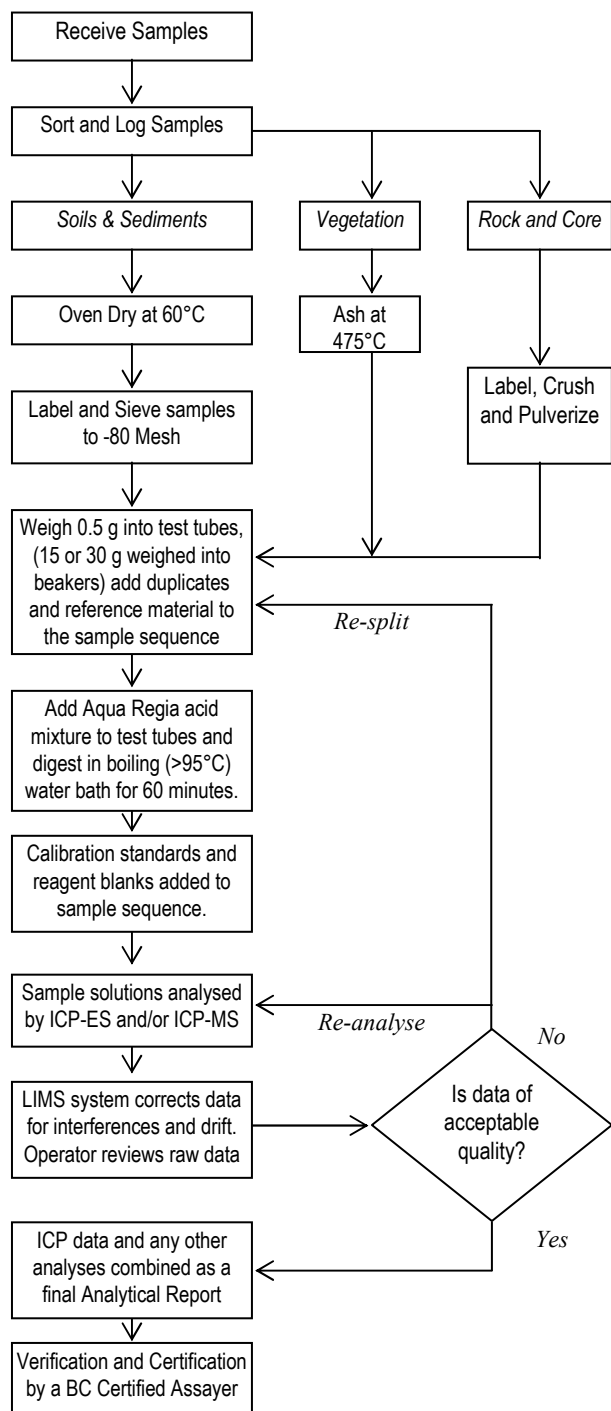 Receive Samples
Sort and Log Samples
Soils & Sediments
Vegetation
Rock and Core
Oven Dry at 60°C
Ash at
475°C
Label, Crush
and Pulverize
Label and Sieve samples
to -80 Mesh
Weigh 0.5 g into test tubes,
(15 or 30 g weighed into
beakers) add duplicates
and reference material to
the sample sequence
Re-split
Add Aqua Regia acid
mixture to test tubes and
digest in boiling (>95°C)
water bath for 60 minutes.
Calibration standards and
reagent blanks added to
sample sequence.
Sample solutions analysed
by ICP-ES and/or ICP-MS
Re-analyse
No
LIMS system corrects data
for interferences and drift.
Operator reviews raw data
Is data of
acceptable
quality?
Yes
ICP data and any other
analyses combined as a
final Analytical Report
Verification and Certification
by a BC Certified Assayer